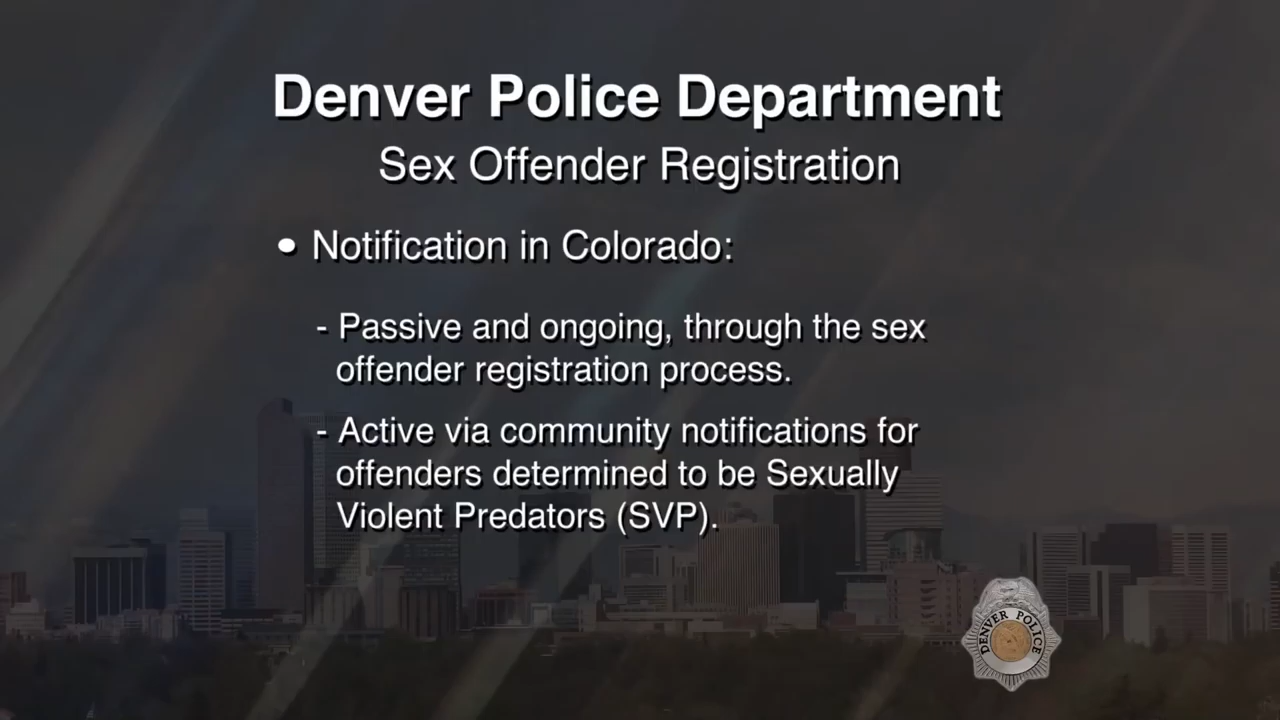 Denver Police Department
Sex Offender Registration
• Notification in Colorado:
- Passive and ongoing, through the sex
offender registration process.
- Active via community notifications for
offenders determined to be Sexually
Violent Predators (SVP).
DENVER POLICE